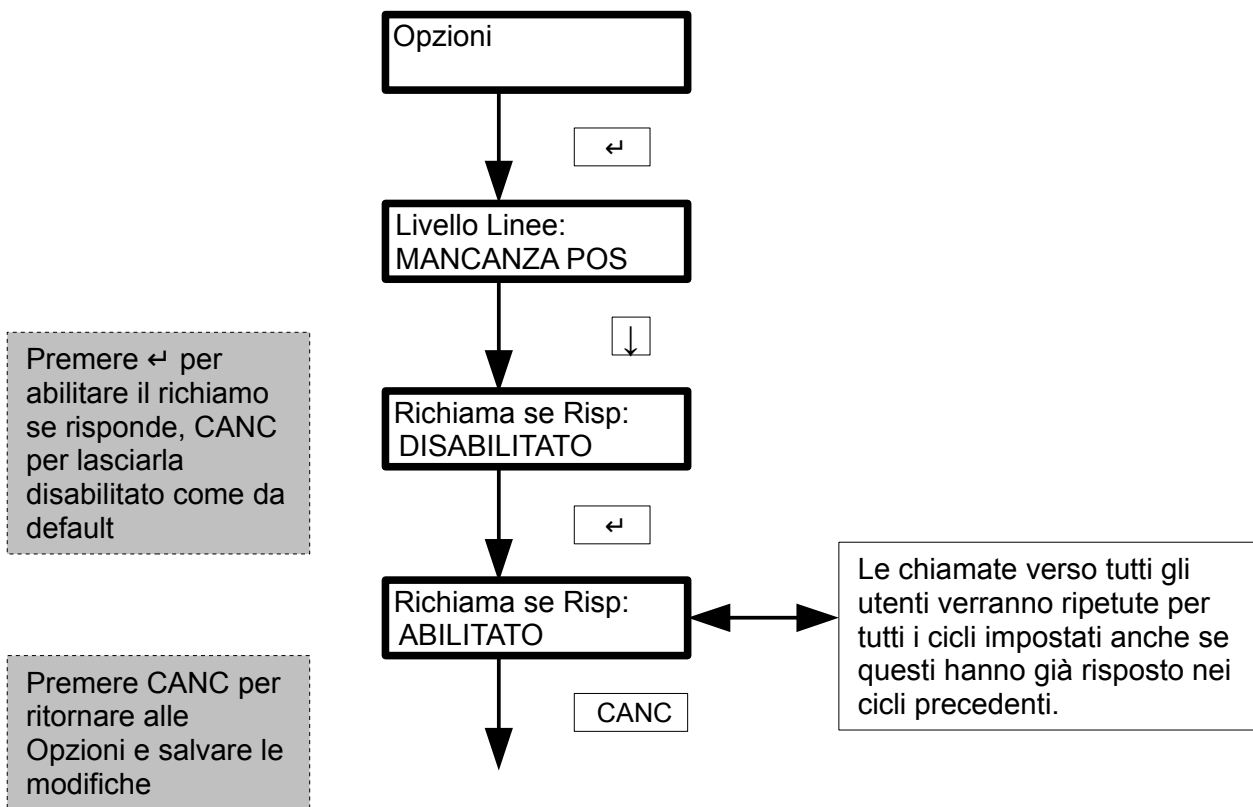 Opzioni
↵
Livello Linee:
MANCANZA POS
↓
Premere ↵ per
abilitare il richiamo
se risponde, CANC
per lasciarla
disabilitato come da
default
Richiama se Risp:
DISABILITATO
↵
Richiama se Risp:
ABILITATO
Le chiamate verso tutti gli
utenti verranno ripetute per
tutti i cicli impostati anche se
questi hanno già risposto nei
cicli precedenti.
Premere CANC per
ritornare alle
Opzioni e salvare le
modifiche
CANC